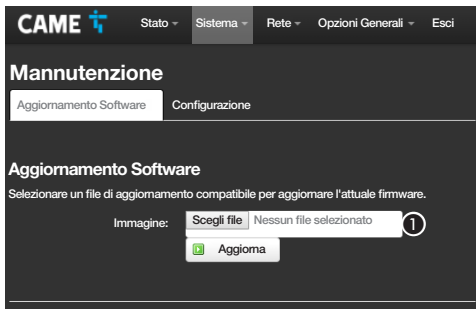 CAME Stato Sistema Rete Opzioni Generali Esci
Mannutenzione
Aggiornamento Software Configurazione
Aggiornamento Software
Selezionare un file di aggiornamento compatibile per aggiornare l'attuale firmware.
Immagine: Scegli file Nessun file selezionato ①
Aggiorna